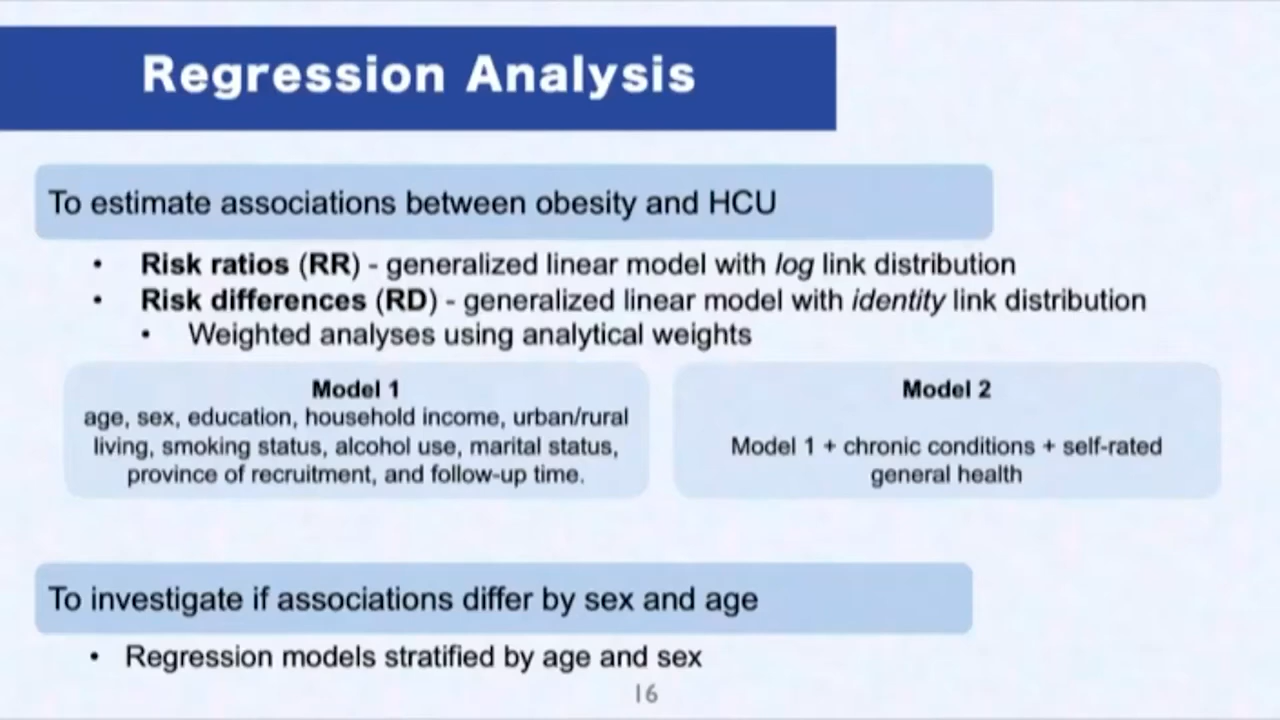 Regression Analysis
To estimate associations between obesity and HCU
• Risk ratios (RR) - generalized linear model with log link distribution
• Risk differences (RD) - generalized linear model with identity link distribution
• Weighted analyses using analytical weights
Model 1
age, sex, education, household income, urban/rural
living, smoking status, alcohol use, marital status,
province of recruitment, and follow-up time.
Model 2
Model 1 + chronic conditions + self-rated
general health
To investigate if associations differ by sex and age
• Regression models stratified by age and sex
16